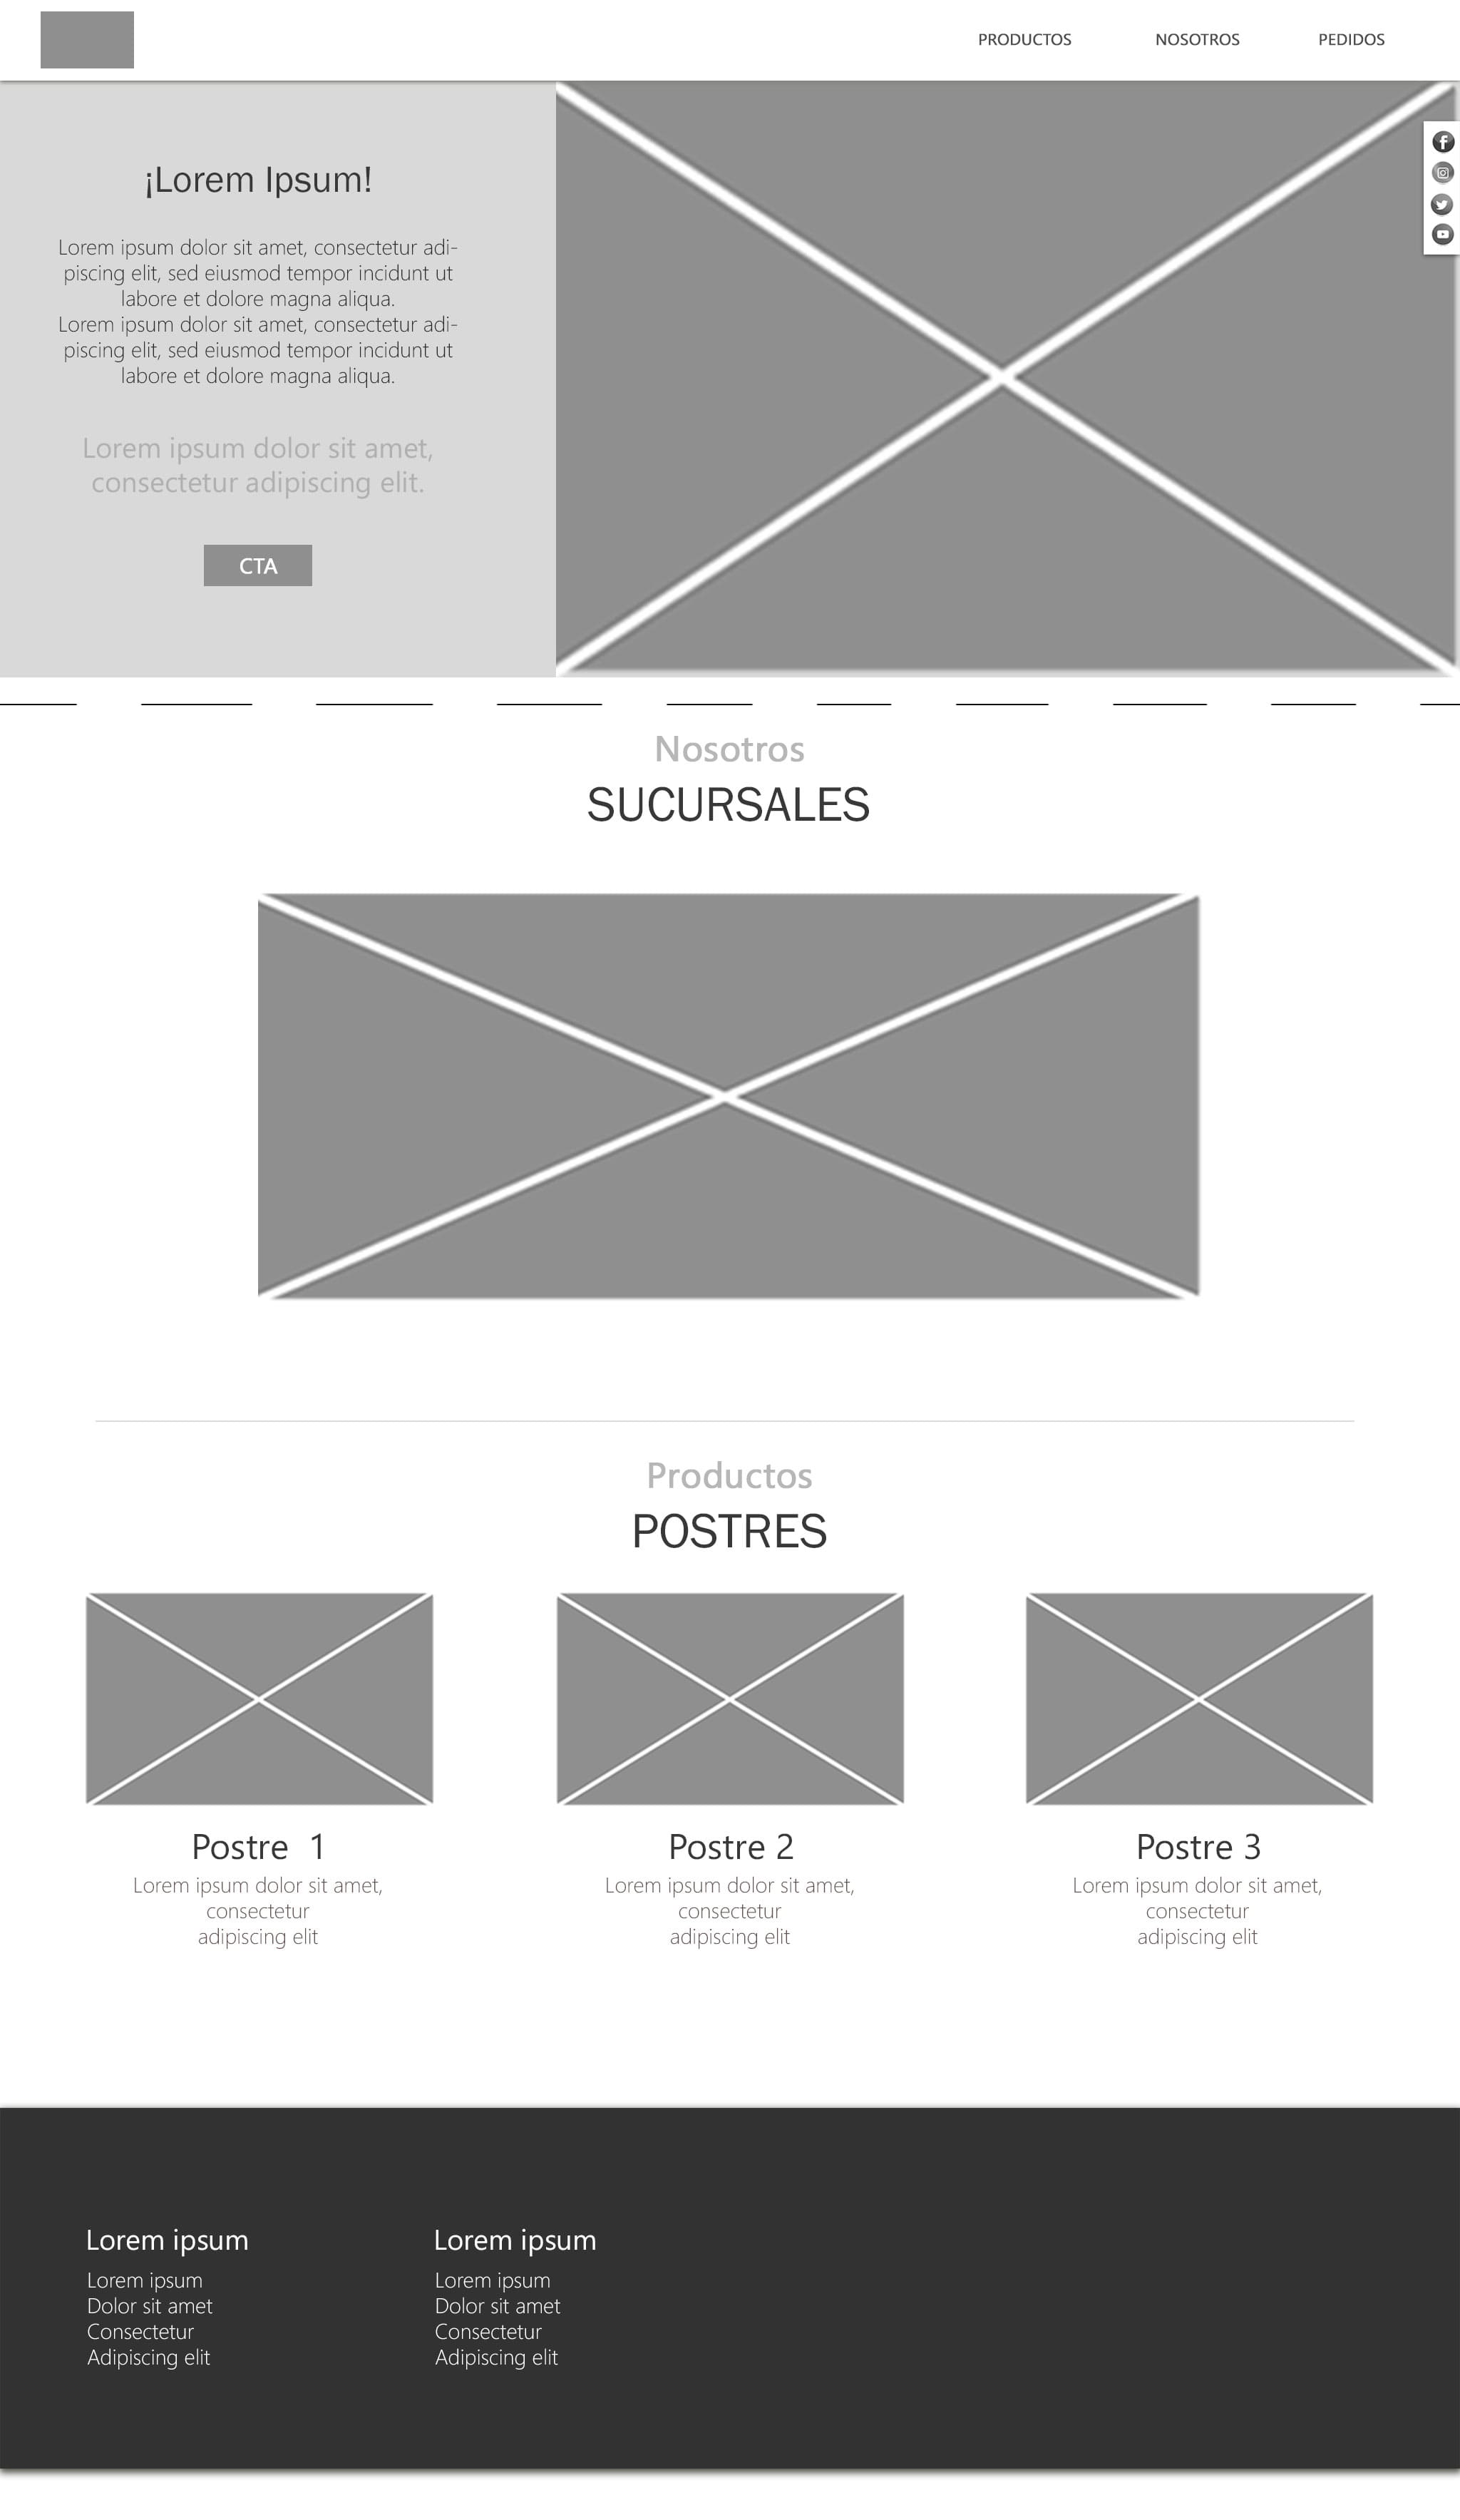 PRODUCTOS NOSOTROS PEDIDOS
¡Lorem Ipsum!
Lorem ipsum dolor sit amet, consectetur adi-
piscing elit, sed eiusmod tempor incidunt ut
labore et dolore magna aliqua.
Lorem ipsum dolor sit amet, consectetur adi-
piscing elit, sed eiusmod tempor incidunt ut
labore et dolore magna aliqua.
Lorem ipsum dolor sit amet,
consectetur adipiscing elit.
CTA
Nosotros
SUCURSALES
Productos
POSTRES
Postre 1
Lorem ipsum dolor sit amet,
consectetur
adipiscing elit
Postre 2
Lorem ipsum dolor sit amet,
consectetur
adipiscing elit
Postre 3
Lorem ipsum dolor sit amet,
consectetur
adipiscing elit
Lorem ipsum
Lorem ipsum
Dolor sit amet
Consectetur
Adipiscing elit
Lorem ipsum
Lorem ipsum
Dolor sit amet
Consectetur
Adipiscing elit